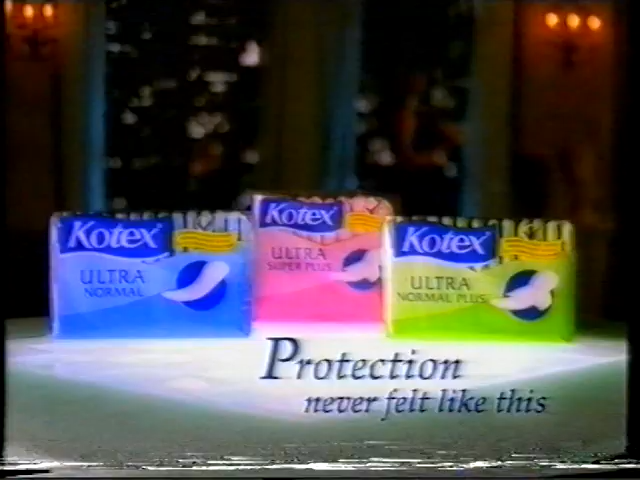 Kotex
ULTRA
NORMAL
Kotex
ULTRA
SUPER PLUS
Kotex
ULTRA
NORMAL PLUS
Protection
never felt like this